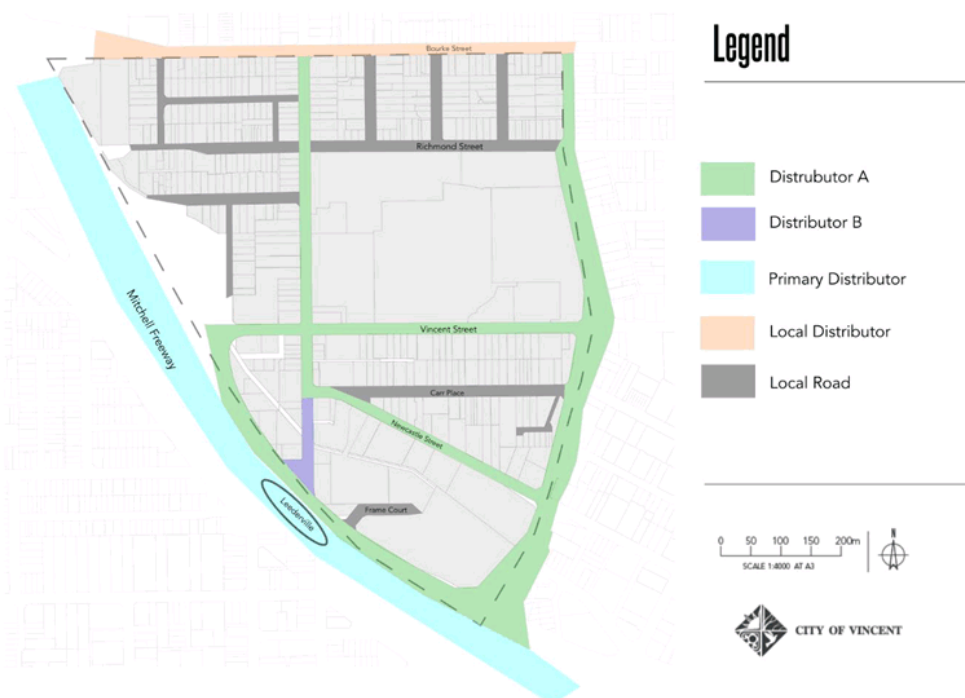 Bourke Street
Richmond Street
Mitchell Freeway
Vincent Street
Carr Place
Newcastle Street
Leederville
Frame Court
Legend
Distrubutor A
Distributor B
Primary Distributor
Local Distributor
Local Road
0 50 100 150 200m
SCALE 1:4000 AT A3
N
CITY OF VINCENT